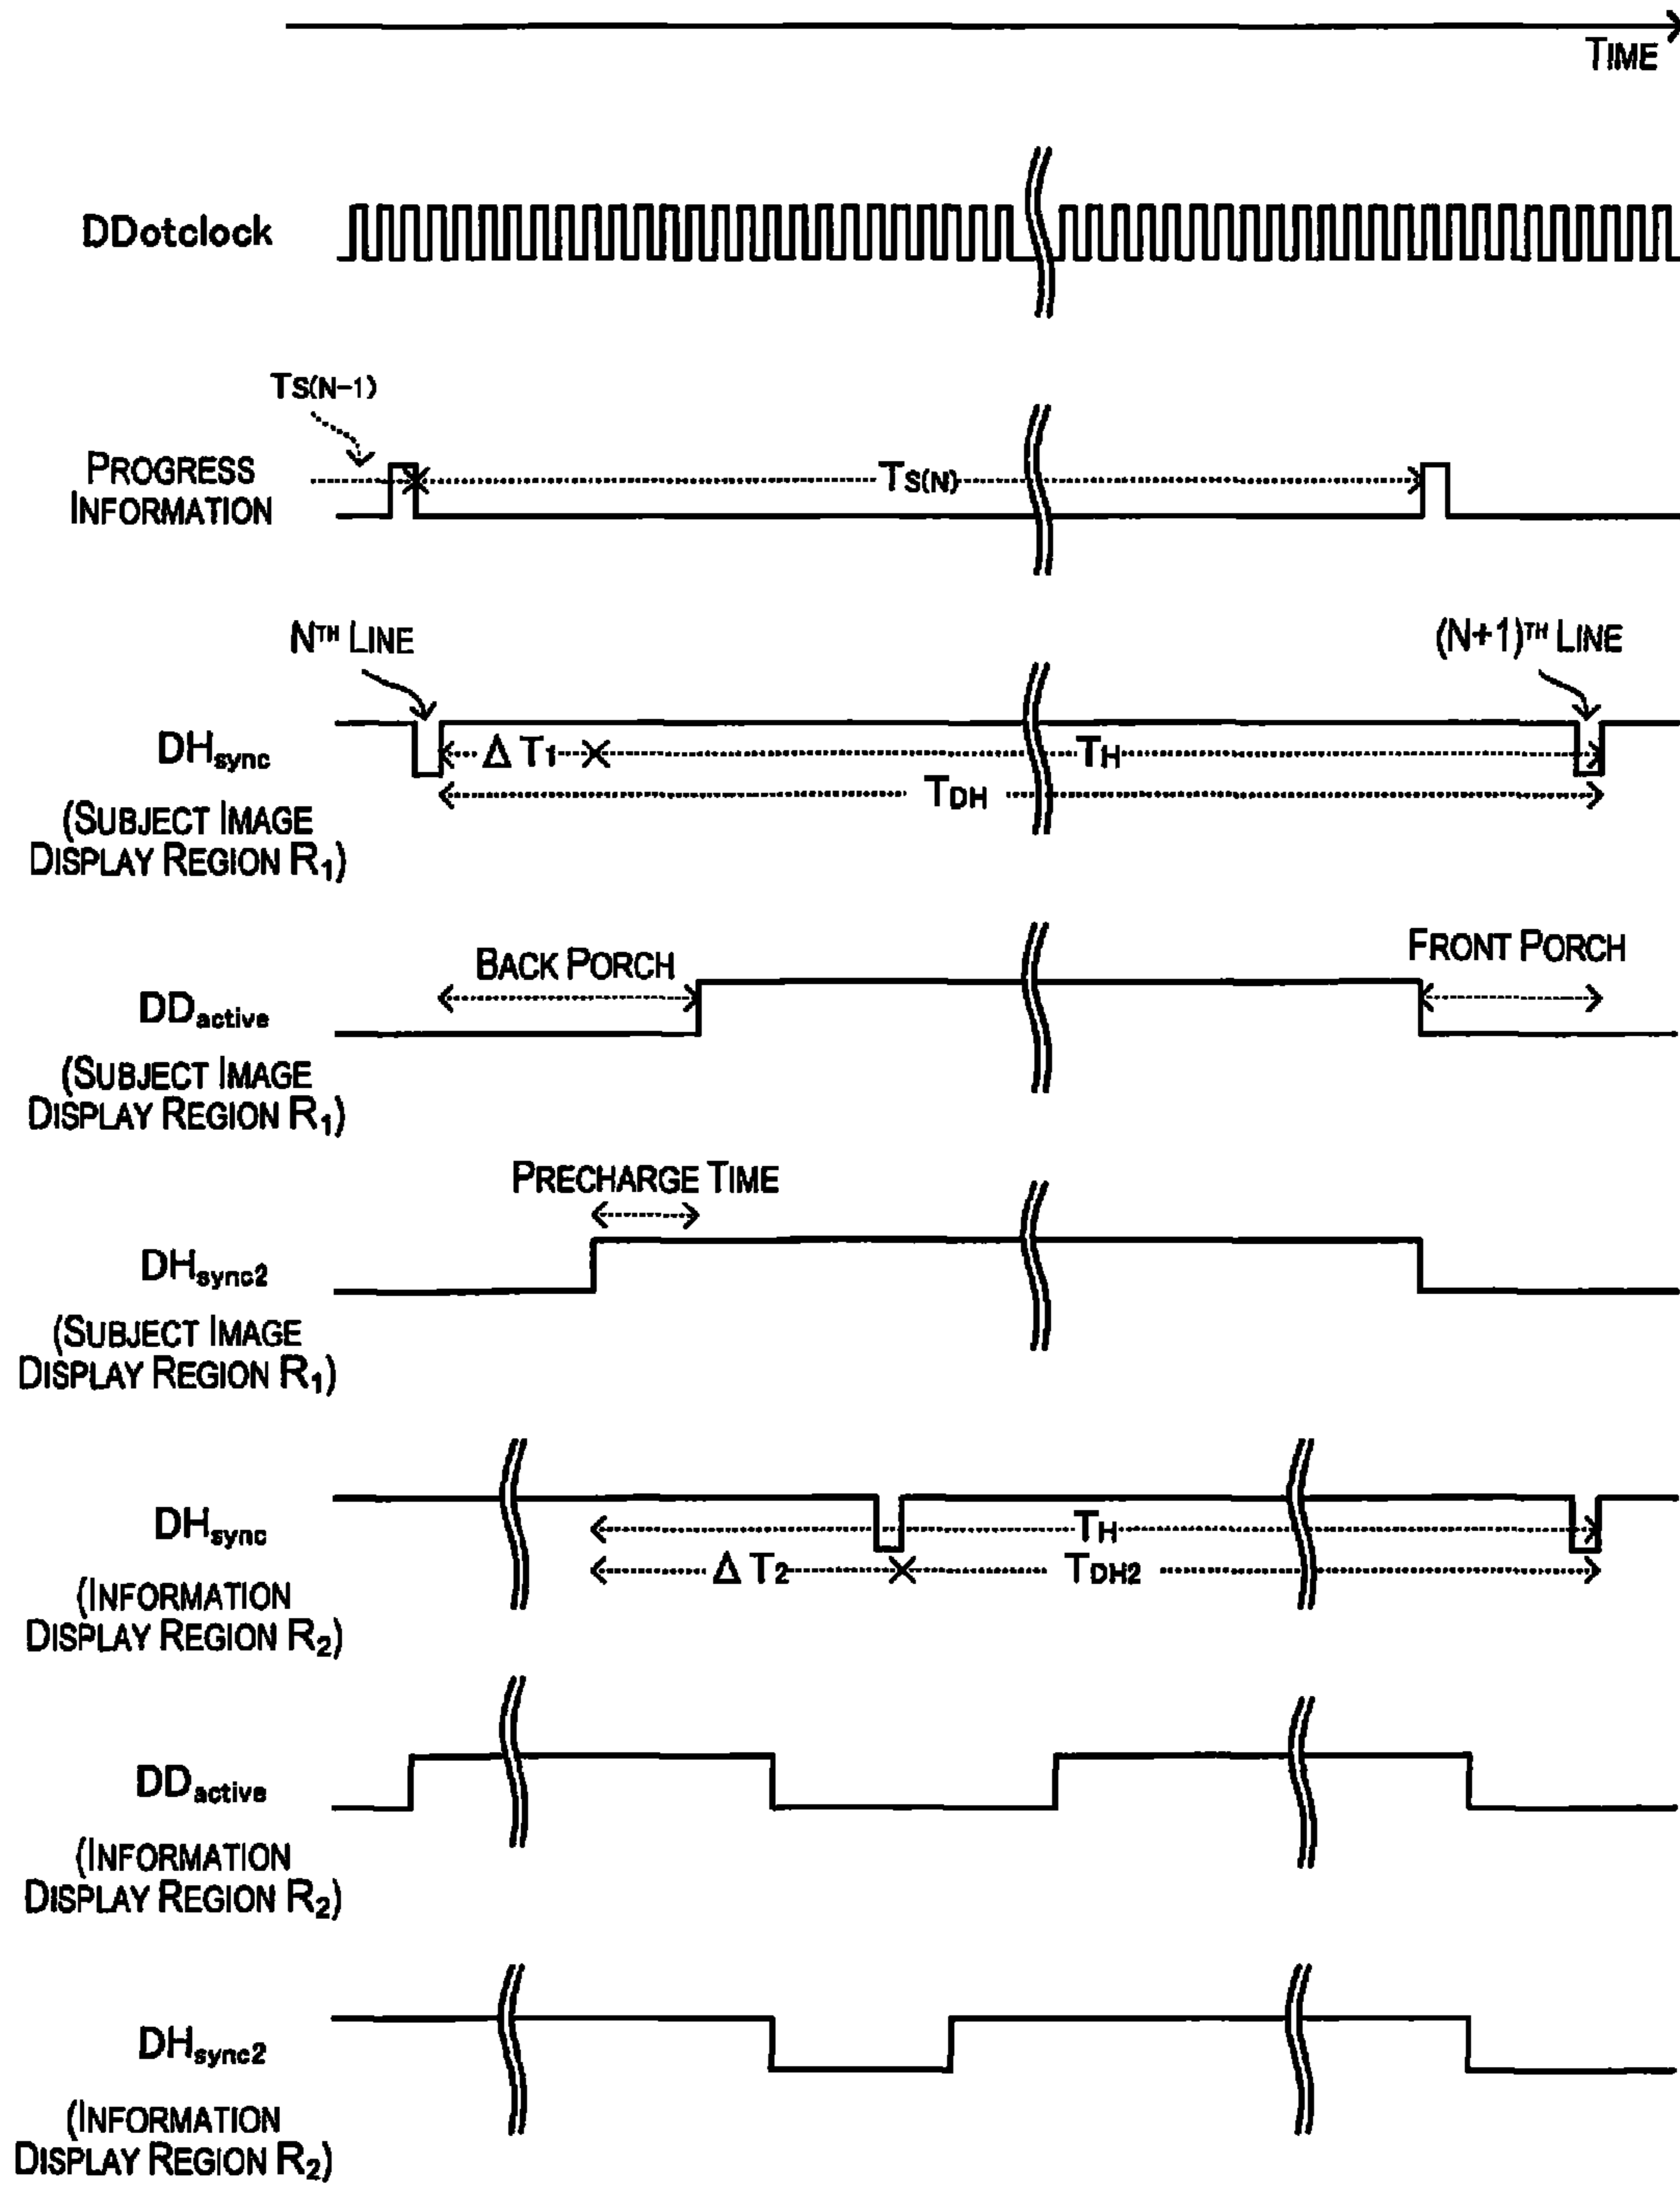 TIME
DDotclock
TS(N-1)
PROGRESS
INFORMATION
TS(N)
NTH LINE
(N+1)TH LINE
DHsync
Δ T1
TH
TDH
(SUBJECT IMAGE
DISPLAY REGION R1)
BACK PORCH
FRONT PORCH
DDactive
(SUBJECT IMAGE
DISPLAY REGION R1)
PRECHARGE TIME
DHsync2
(SUBJECT IMAGE
DISPLAY REGION R1)
DHsync
TH
Δ T2
TDH2
(INFORMATION
DISPLAY REGION R2)
DDactive
(INFORMATION
DISPLAY REGION R2)
DHsync2
(INFORMATION
DISPLAY REGION R2)